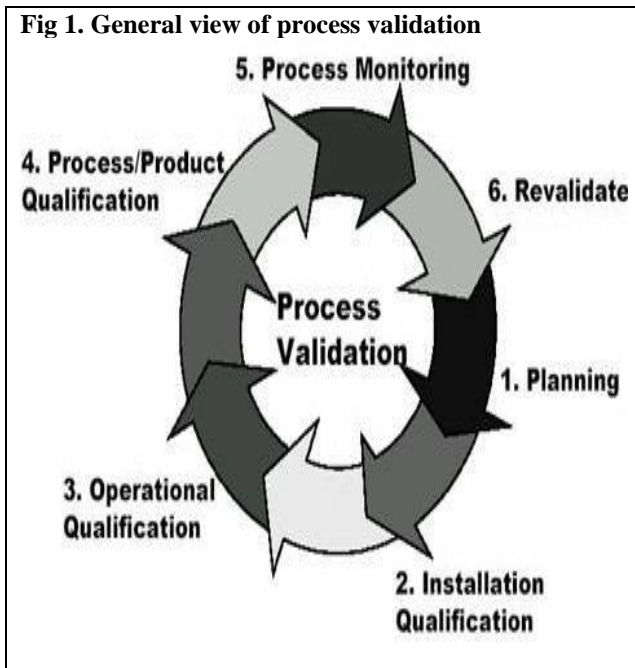 Fig 1. General view of process validation
5. Process Monitoring
4. Process/Product
Qualification
6. Revalidate
Process
Validation
1. Planning
3. Operational
Qualification
2. Installation
Qualification